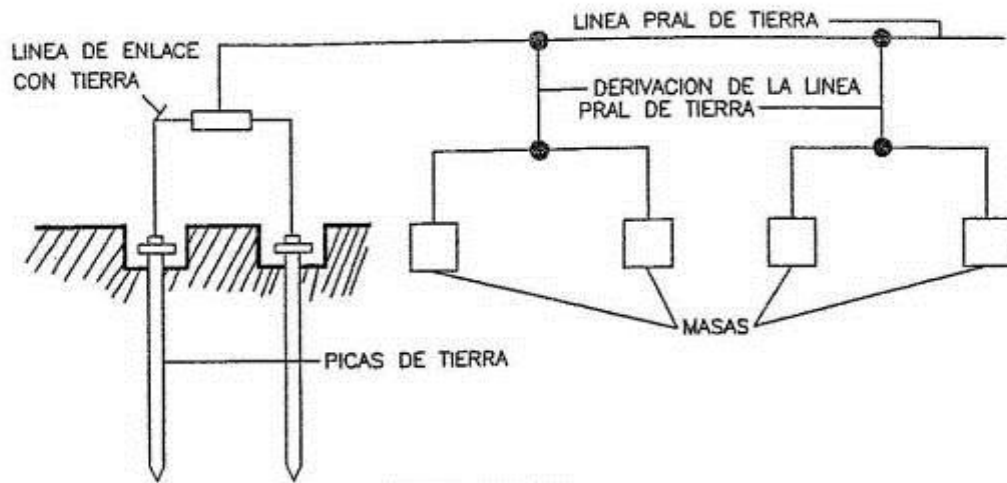 LINEA PRAL DE TIERRA
LINEA DE ENLACE
CON TIERRA
DERIVACION DE LA LINEA
PRAL DE TIERRA
MASAS
PICAS DE TIERRA